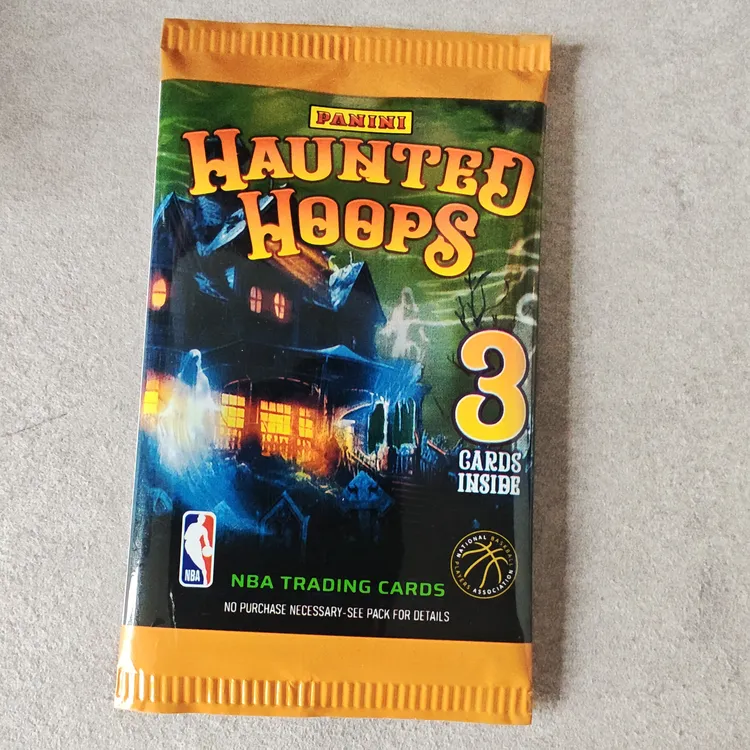 PANINI
HAUNTED
HOOPS
3
CARDS
INSIDE
NBA
NBA TRADING CARDS
NATIONAL BASKETBALL
PLAYERS ASSOCIATION
NO PURCHASE NECESSARY-SEE PACK FOR DETAILS